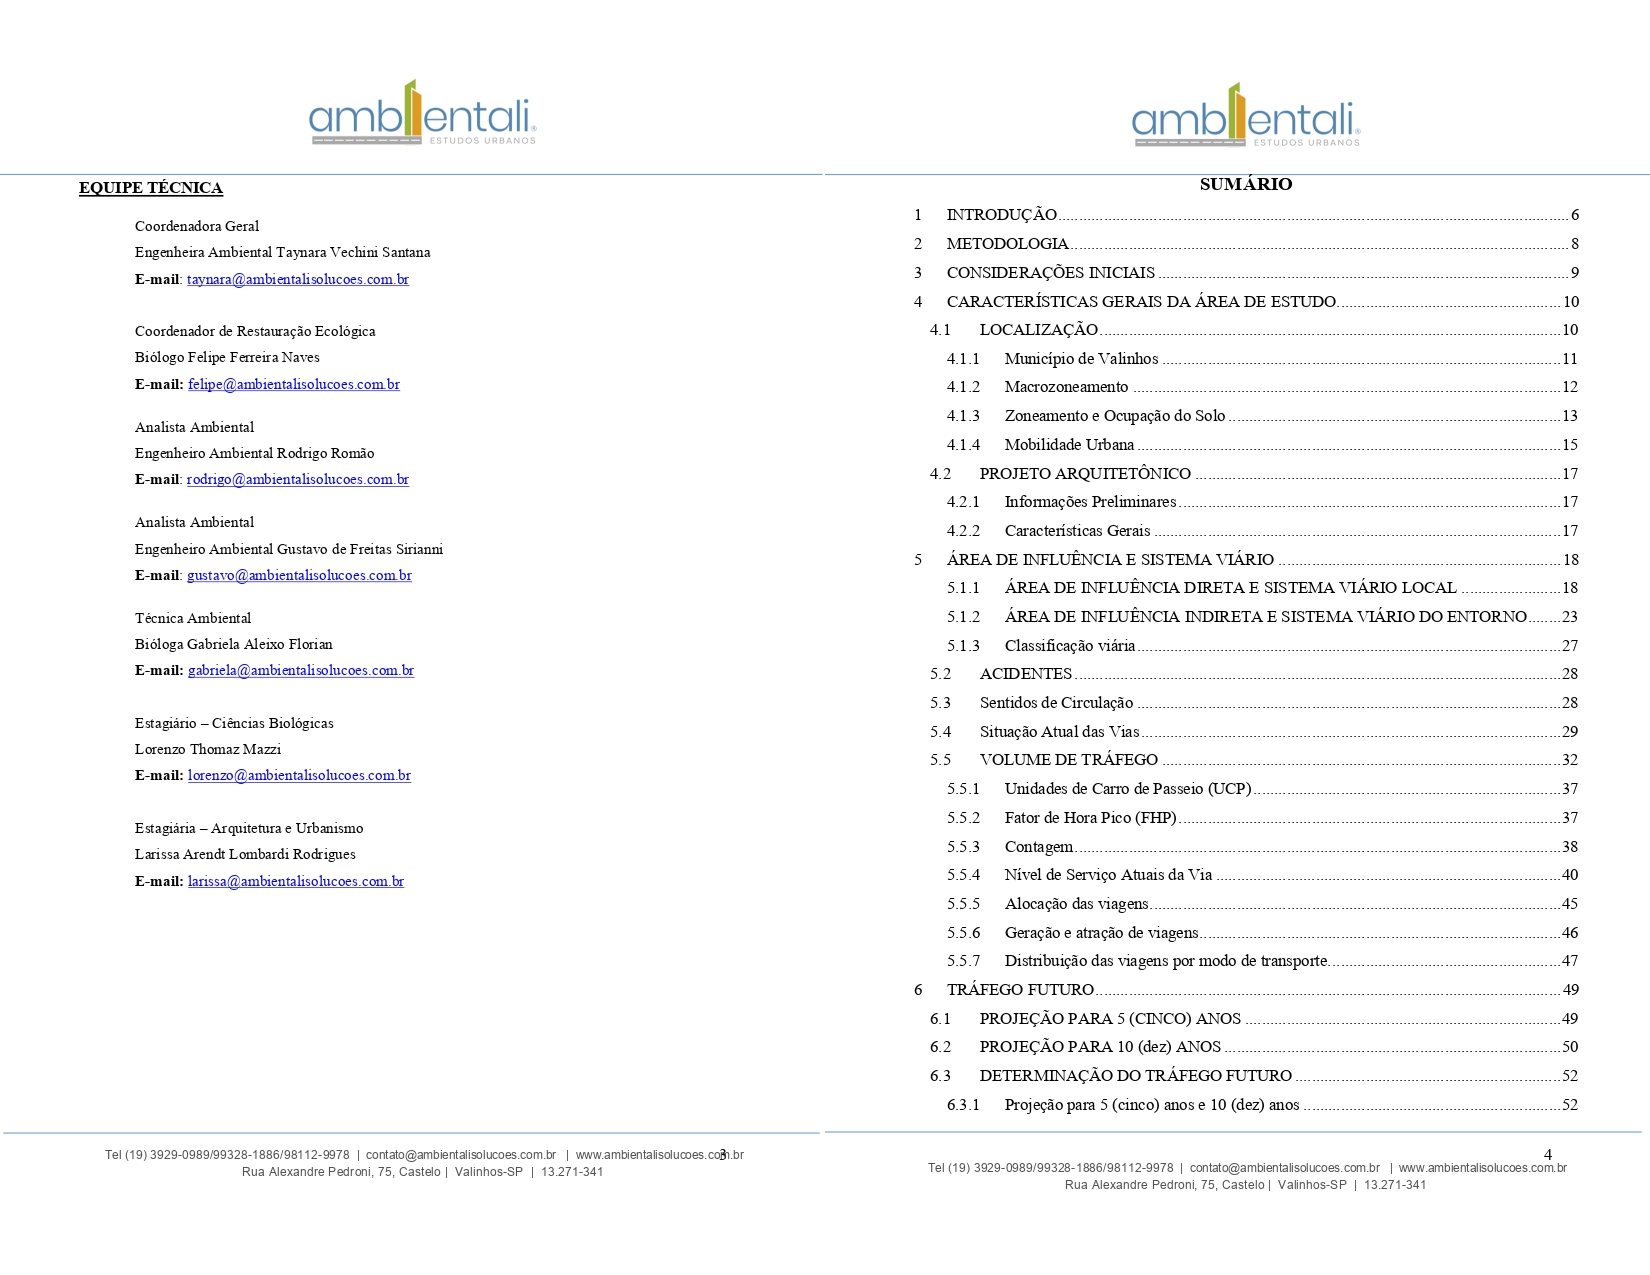 ambientali®
ESTUDOS URBANOS
EQUIPE TÉCNICA
Coordenadora Geral
Engenheira Ambiental Taynara Vechini Santana
E-mail: taynara@ambientalisolucoes.com.br
Coordenador de Restauração Ecológica
Biólogo Felipe Ferreira Naves
E-mail: felipe@ambientalisolucoes.com.br
Analista Ambiental
Engenheiro Ambiental Rodrigo Romão
E-mail: rodrigo@ambientalisolucoes.com.br
Analista Ambiental
Engenheiro Ambiental Gustavo de Freitas Sirianni
E-mail: gustavo@ambientalisolucoes.com.br
Técnica Ambiental
Bióloga Gabriela Aleixo Florian
E-mail: gabriela@ambientalisolucoes.com.br
Estagiário – Ciências Biológicas
Lorenzo Thomaz Mazzi
E-mail: lorenzo@ambientalisolucoes.com.br
Estagiária – Arquitetura e Urbanismo
Larissa Arendt Lombardi Rodrigues
E-mail: larissa@ambientalisolucoes.com.br
3
Tel (19) 3929-0989/99328-1886/98112-9978 | contato@ambientalisolucoes.com.br | www.ambientalisolucoes.com.br
Rua Alexandre Pedroni, 75, Castelo | Valinhos-SP | 13.271-341
ambientali®
ESTUDOS URBANOS
SUMÁRIO
1 INTRODUÇÃO 6
2 METODOLOGIA 8
3 CONSIDERAÇÕES INICIAIS 9
4 CARACTERÍSTICAS GERAIS DA ÁREA DE ESTUDO 10
4.1 LOCALIZAÇÃO 10
4.1.1 Município de Valinhos 11
4.1.2 Macrozoneamento 12
4.1.3 Zoneamento e Ocupação do Solo 13
4.1.4 Mobilidade Urbana 15
4.2 PROJETO ARQUITETÔNICO 17
4.2.1 Informações Preliminares 17
4.2.2 Características Gerais 17
5 ÁREA DE INFLUÊNCIA E SISTEMA VIÁRIO 18
5.1.1 ÁREA DE INFLUÊNCIA DIRETA E SISTEMA VIÁRIO LOCAL 18
5.1.2 ÁREA DE INFLUÊNCIA INDIRETA E SISTEMA VIÁRIO DO ENTORNO 23
5.1.3 Classificação viária 27
5.2 ACIDENTES 28
5.3 Sentidos de Circulação 28
5.4 Situação Atual das Vias 29
5.5 VOLUME DE TRÁFEGO 32
5.5.1 Unidades de Carro de Passeio (UCP) 37
5.5.2 Fator de Hora Pico (FHP) 37
5.5.3 Contagem 38
5.5.4 Nível de Serviço Atuais da Via 40
5.5.5 Alocação das viagens 45
5.5.6 Geração e atração de viagens 46
5.5.7 Distribuição das viagens por modo de transporte 47
6 TRÁFEGO FUTURO 49
6.1 PROJEÇÃO PARA 5 (CINCO) ANOS 49
6.2 PROJEÇÃO PARA 10 (dez) ANOS 50
6.3 DETERMINAÇÃO DO TRÁFEGO FUTURO 52
6.3.1 Projeção para 5 (cinco) anos e 10 (dez) anos 52
4
Tel (19) 3929-0989/99328-1886/98112-9978 | contato@ambientalisolucoes.com.br | www.ambientalisolucoes.com.br
Rua Alexandre Pedroni, 75, Castelo | Valinhos-SP | 13.271-341